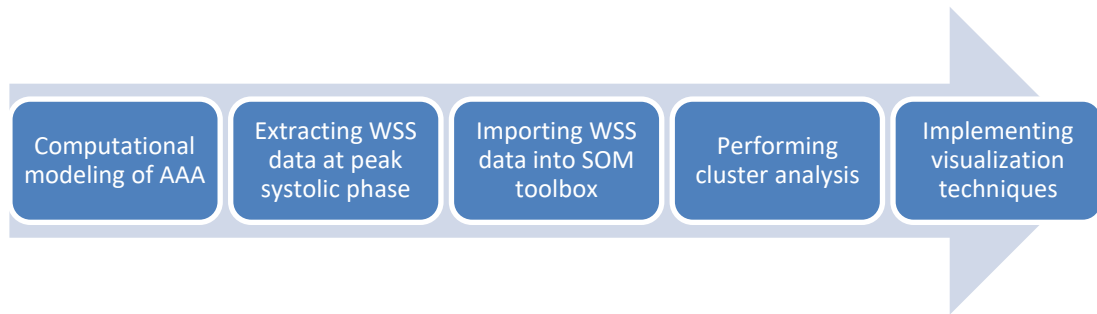 Computational
modeling of AAA
Extracting WSS
data at peak
systolic phase
Importing WSS
data into SOM
toolbox
Performing
cluster analysis
Implementing
visualization
techniques